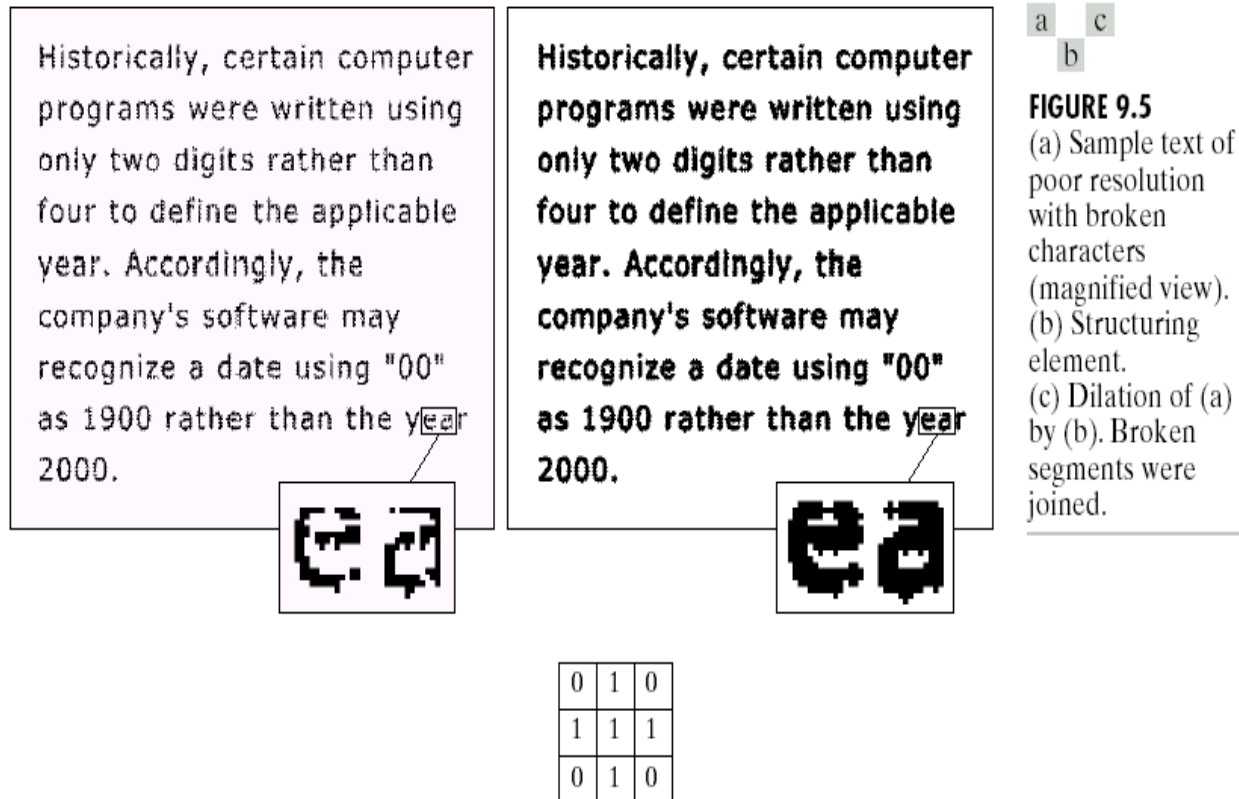 Historically, certain computer
programs were written using
only two digits rather than
four to define the applicable
year. Accordingly, the
company's software may
recognize a date using "00"
as 1900 rather than the year
2000.
ea
Historically, certain computer
programs were written using
only two digits rather than
four to define the applicable
year. Accordingly, the
company's software may
recognize a date using "00"
as 1900 rather than the year
2000.
ea
a c
b
FIGURE 9.5
(a) Sample text of
poor resolution
with broken
characters
(magnified view).
(b) Structuring
element.
(c) Dilation of (a)
by (b). Broken
segments were
joined.
0 1 0
1 1 1
0 1 0